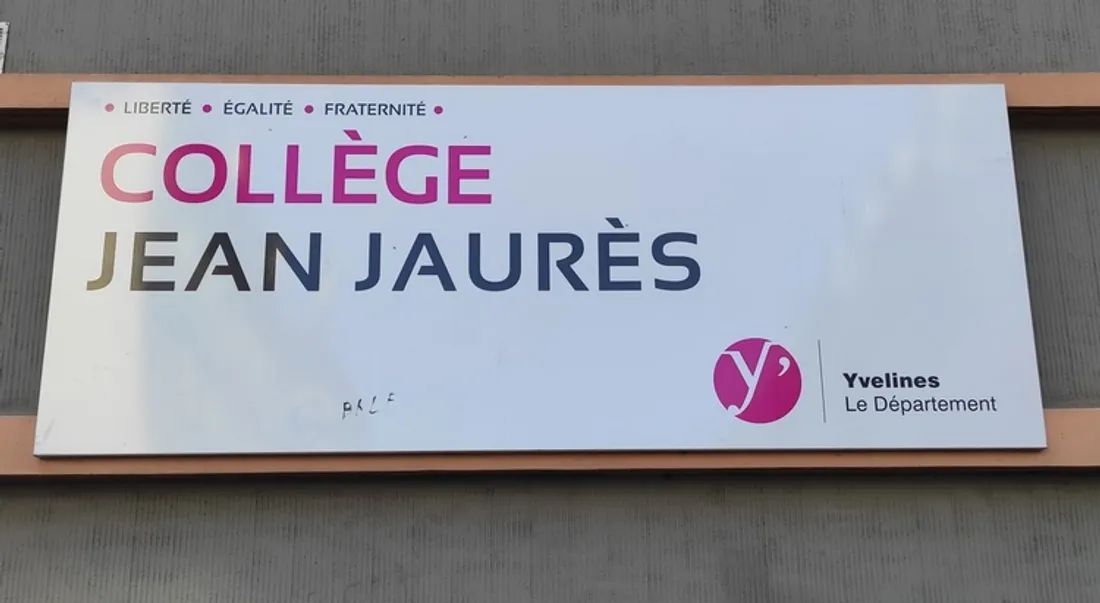 • LIBERTÉ • ÉGALITÉ • FRATERNITÉ •
COLLÈGE
JEAN JAURÈS
y'
Yvelines
Le Département